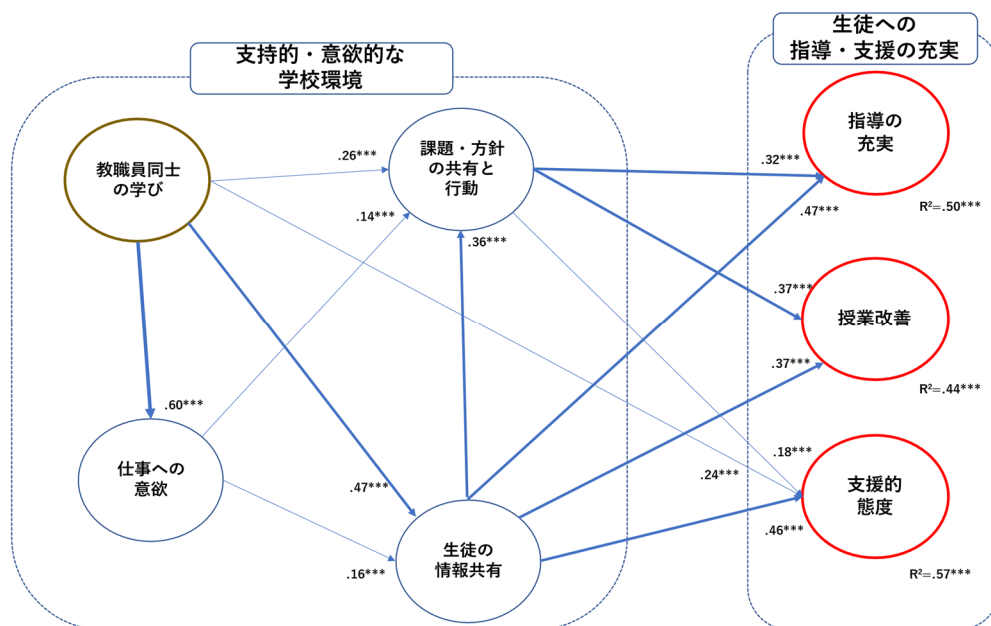 支持的・意欲的な
学校環境
生徒への
指導・支援の充実
教職員同士
の学び
.26***
課題・方針
の共有と
行動
.14***
.36***
.32***
.47***
指導の
充実
R²=.50***
.37***
授業改善
.37***
R²=.44***
.60***
仕事への
意欲
.47***
.16***
生徒の
情報共有
.24***
.18***
.46***
支援的
態度
R²=.57***